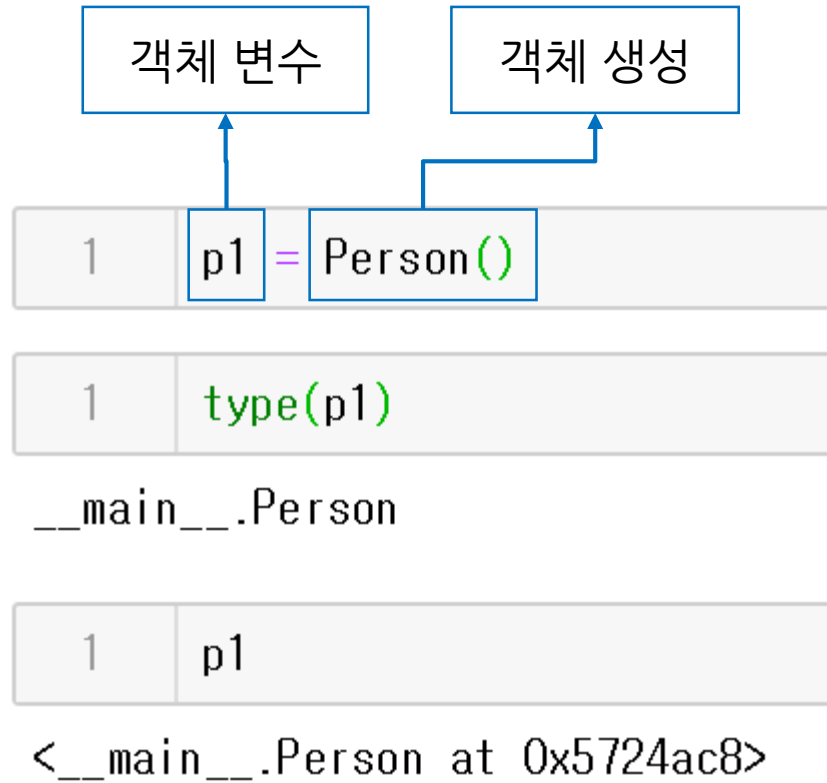 객체 변수
객체 생성
1 p1 = Person()
1 type(p1)
__main__.Person
1 p1
<__main__.Person at 0x5724ac8>